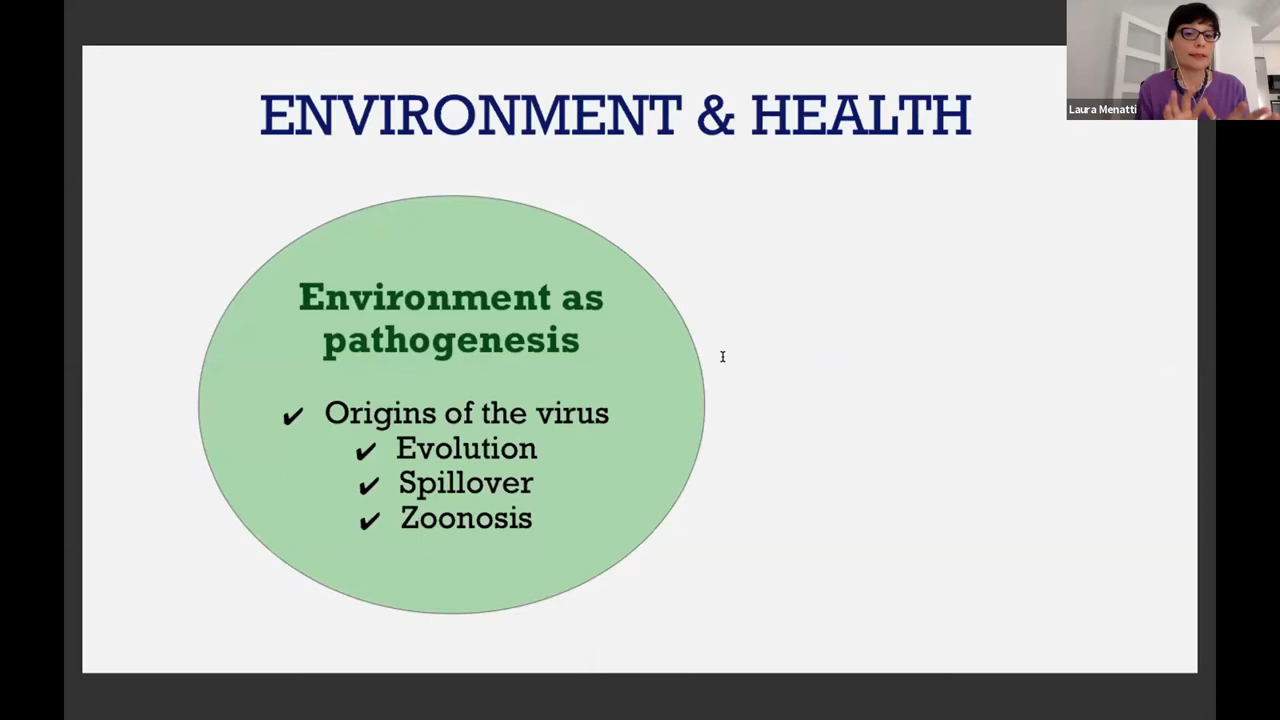 ENVIRONMENT & HEALTH
Laura Menatti
Environment as
pathogenesis
✔ Origins of the virus
✔ Evolution
✔ Spillover
✔ Zoonosis